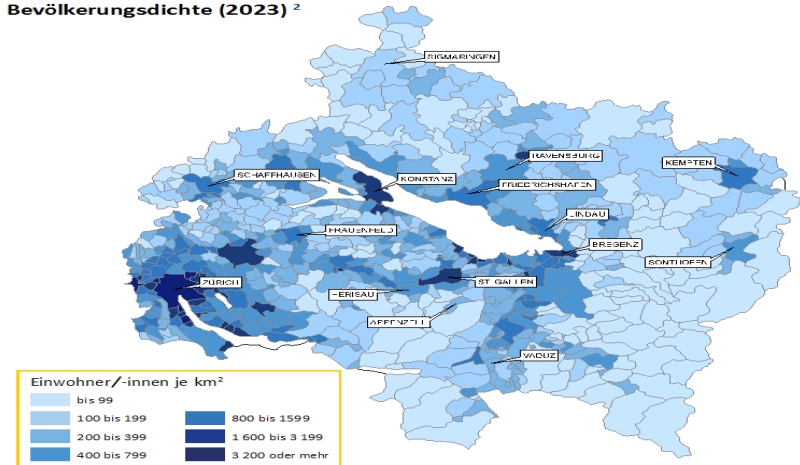 Bevölkerungsdichte (2023) ²
SIGMARINGEN
RAVENSBURG
KEMPTEN
SCHAFFHAUSEN
KONSTANZ
FRIEDRICHSHAFEN
LINDAU
FRAUENFELD
BREGENZ
SONTHOFEN
ZÜRICH
ST GALLEN
HERISAU
APPENZELL
VADUZ
Einwohner/-innen je km²
bis 99
100 bis 199
800 bis 1599
200 bis 399
1 600 bis 3 199
400 bis 799
3 200 oder mehr